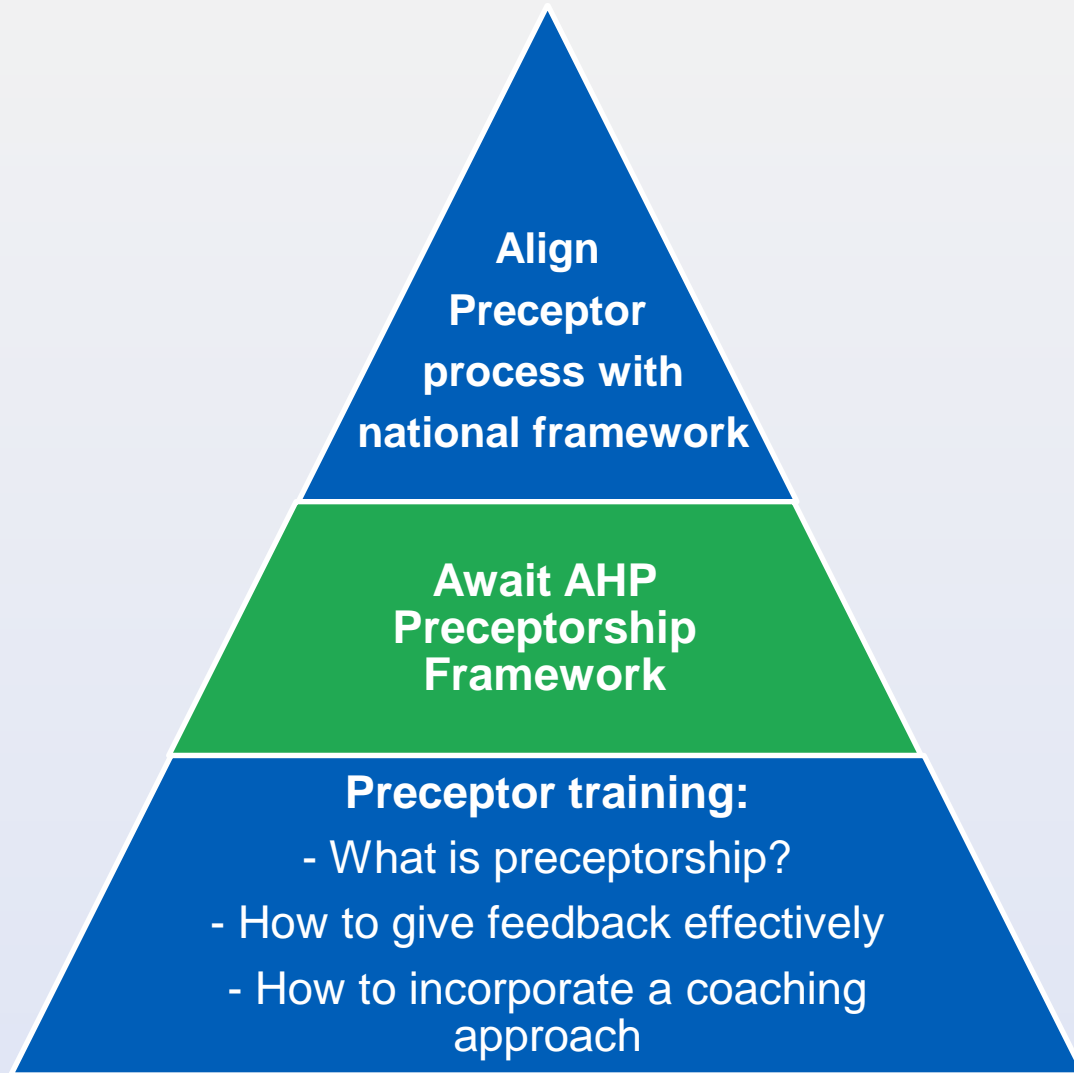 Align
Preceptor
process with
national framework
Await AHP
Preceptorship
Framework
Preceptor training:
- What is preceptorship?
- How to give feedback effectively
- How to incorporate a coaching
approach